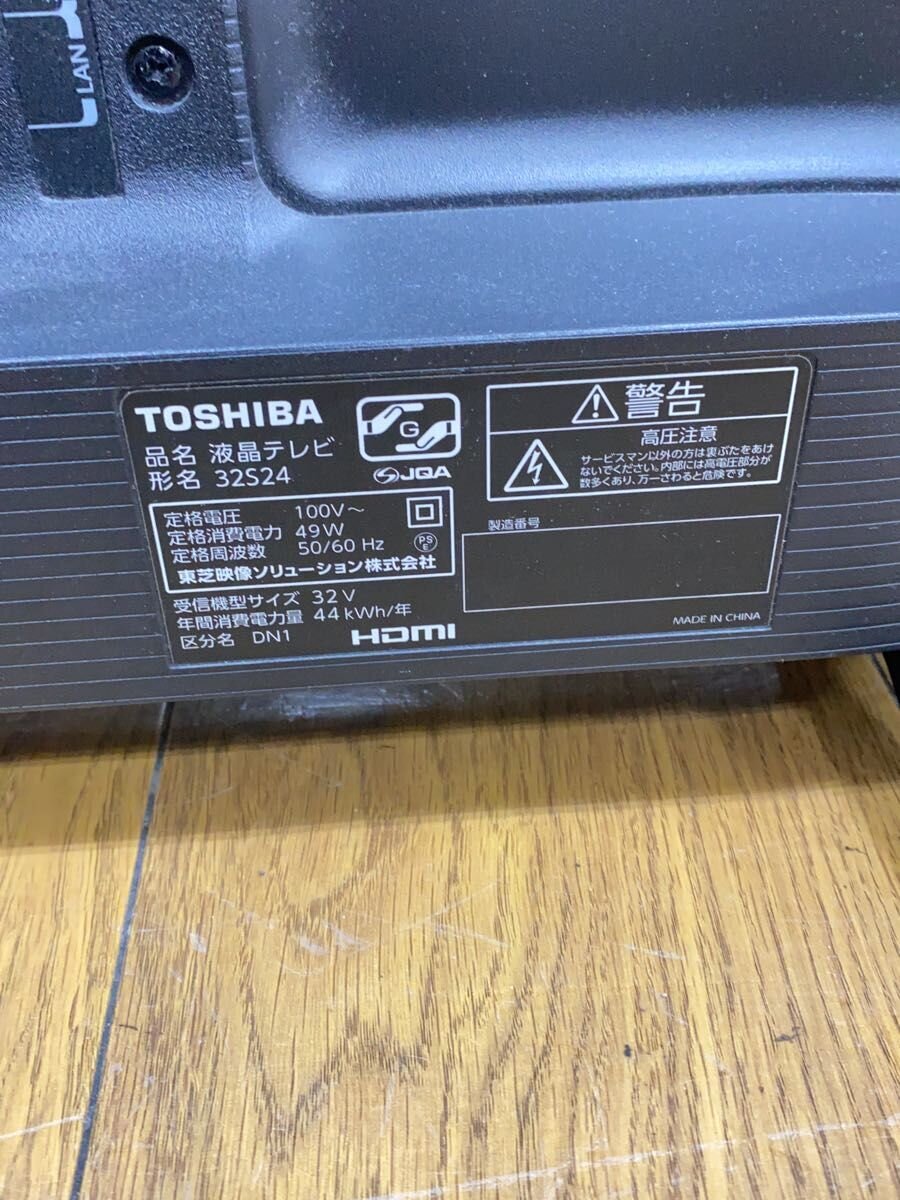 LAN
TOSHIBA
品名 液晶テレビ
形名 32S24
G
JQA
定格電圧 100V～
定格消費電力 49W
定格周波数 50/60 Hz
PS
E
東芝映像ソリューション株式会社
受信機型サイズ 32V
年間消費電力量 44kWh/年
区分名 DN1
HDMI
警告
高圧注意
サービスマン以外の方は裏ぶたをあけ
ないでください。内部には高電圧部分が
数多くあり、万一さわると危険です。
製造番号
MADE IN CHINA